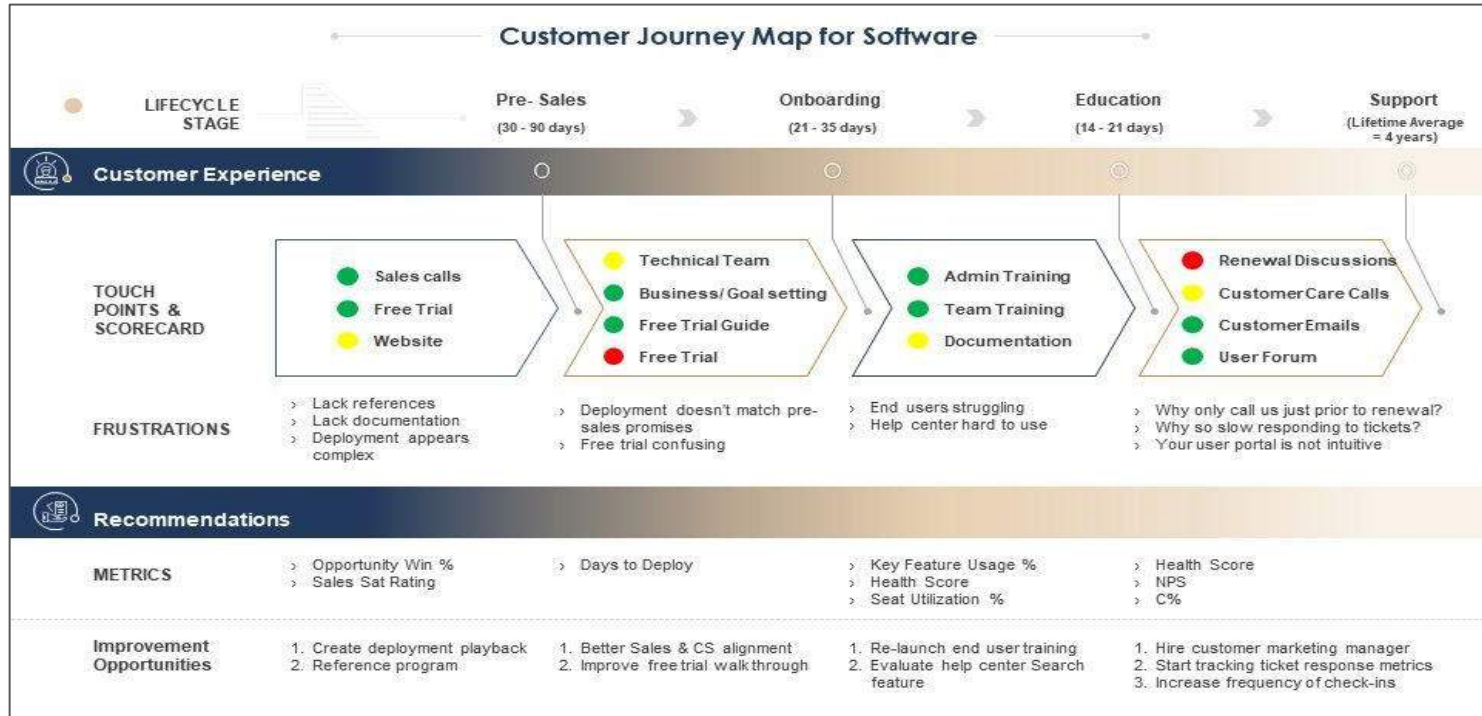 Customer Journey Map for Software
LIFECYCLE
STAGE
Pre- Sales
(30 - 90 days)
Onboarding
(21 - 35 days)
Education
(14 - 21 days)
Support
(Lifetime Average
= 4 years)
Customer Experience
TOUCH
POINTS &
SCORECARD
Sales calls
Free Trial
Website
Technical Team
Business/ Goal setting
Free Trial Guide
Free Trial
Admin Training
Team Training
Documentation
Renewal Discussions
Customer Care Calls
Customer Emails
User Forum
FRUSTRATIONS
› Lack references
› Lack documentation
› Deployment appears
complex
› Deployment doesn't match pre-
sales promises
› Free trial confusing
› End users struggling
› Help center hard to use
› Why only call us just prior to renewal?
› Why so slow responding to tickets?
› Your user portal is not intuitive
Recommendations
METRICS
› Opportunity Win %
› Sales Sat Rating
› Days to Deploy
› Key Feature Usage %
› Health Score
› Seat Utilization %
› Health Score
› NPS
› C%
Improvement
Opportunities
1. Create deployment playback
2. Reference program
1. Better Sales & CS alignment
2. Improve free trial walk through
1. Re-launch end user training
2. Evaluate help center Search
feature
1. Hire customer marketing manager
2. Start tracking ticket response metrics
3. Increase frequency of check-ins